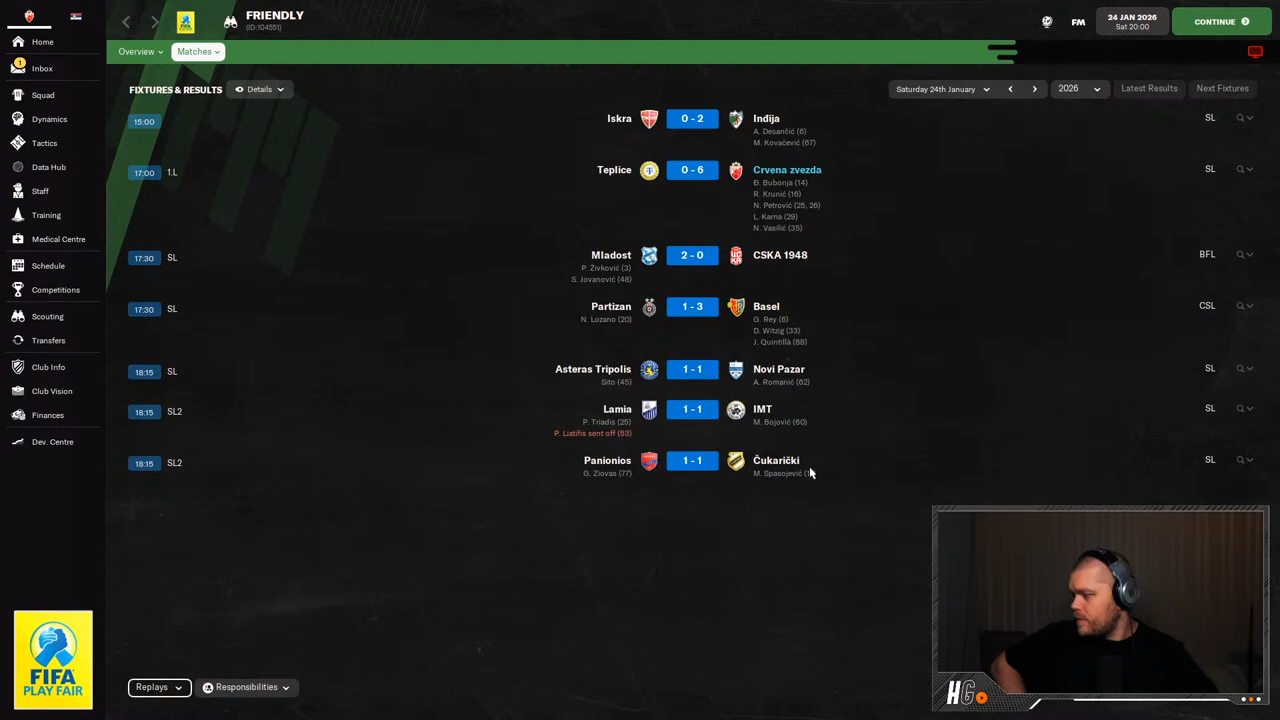 FRIENDLY
(ID:104551)
FM
24 JAN 2026
Sat 20:00
CONTINUE
Home
1
Inbox
Squad
Dynamics
Tactics
Data Hub
Staff
Training
Medical Centre
Schedule
Competitions
Scouting
Transfers
Club Info
Club Vision
Finances
Dev. Centre
FIFA
PLAY FAIR
Overview
Matches
FIXTURES & RESULTS
Details
Saturday 24th January
2026
Latest Results
Next Fixtures
15:00 Iskra 0 - 2 Inđija SL
A. Desančić (6)
M. Kovačević (67)
17:00 1.L Teplice 0 - 6 Crvena zvezda SL
Đ. Bubonja (14)
R. Krunić (16)
N. Petrović (25, 26)
L. Karna (29)
N. Vasilić (35)
17:30 SL Mladost 2 - 0 CSKA 1948 BFL
P. Živković (3)
S. Jovanović (48)
17:30 SL Partizan 1 - 3 Basel CSL
N. Lozano (20) G. Rey (6)
D. Witzig (33)
J. Quintillà (88)
18:15 SL Asteras Tripolis 1 - 1 Novi Pazar SL
Sito (45) A. Romanić (62)
18:15 SL2 Lamia 1 - 1 IMT SL
P. Triadis (25) M. Bojović (60)
P. Liatifis sent off (53)
18:15 SL2 Panionios 1 - 1 Čukarički SL
G. Ziovas (77) M. Spasojević
Replays
Responsibilities
HG